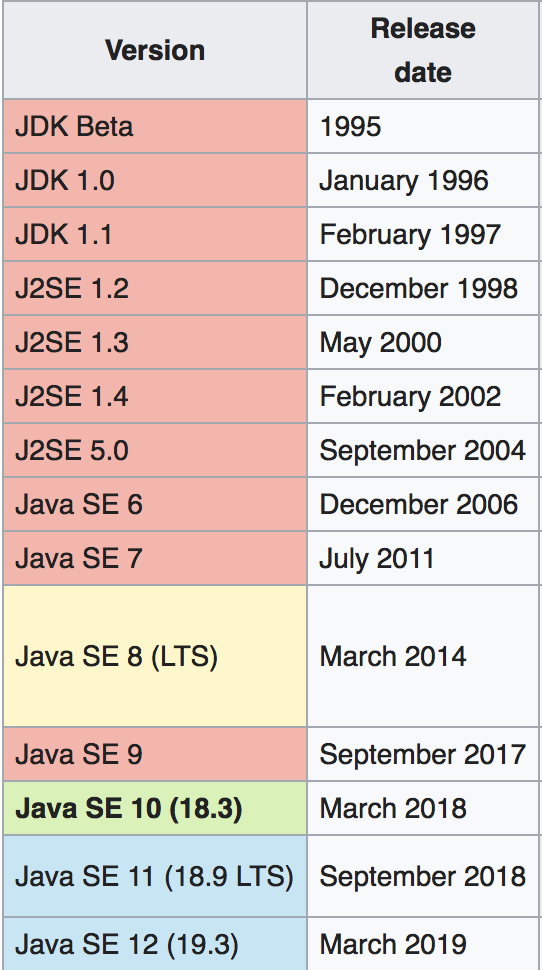 Version Release date
JDK Beta 1995
JDK 1.0 January 1996
JDK 1.1 February 1997
J2SE 1.2 December 1998
J2SE 1.3 May 2000
J2SE 1.4 February 2002
J2SE 5.0 September 2004
Java SE 6 December 2006
Java SE 7 July 2011
Java SE 8 (LTS) March 2014
Java SE 9 September 2017
Java SE 10 (18.3) March 2018
Java SE 11 (18.9 LTS) September 2018
Java SE 12 (19.3) March 2019